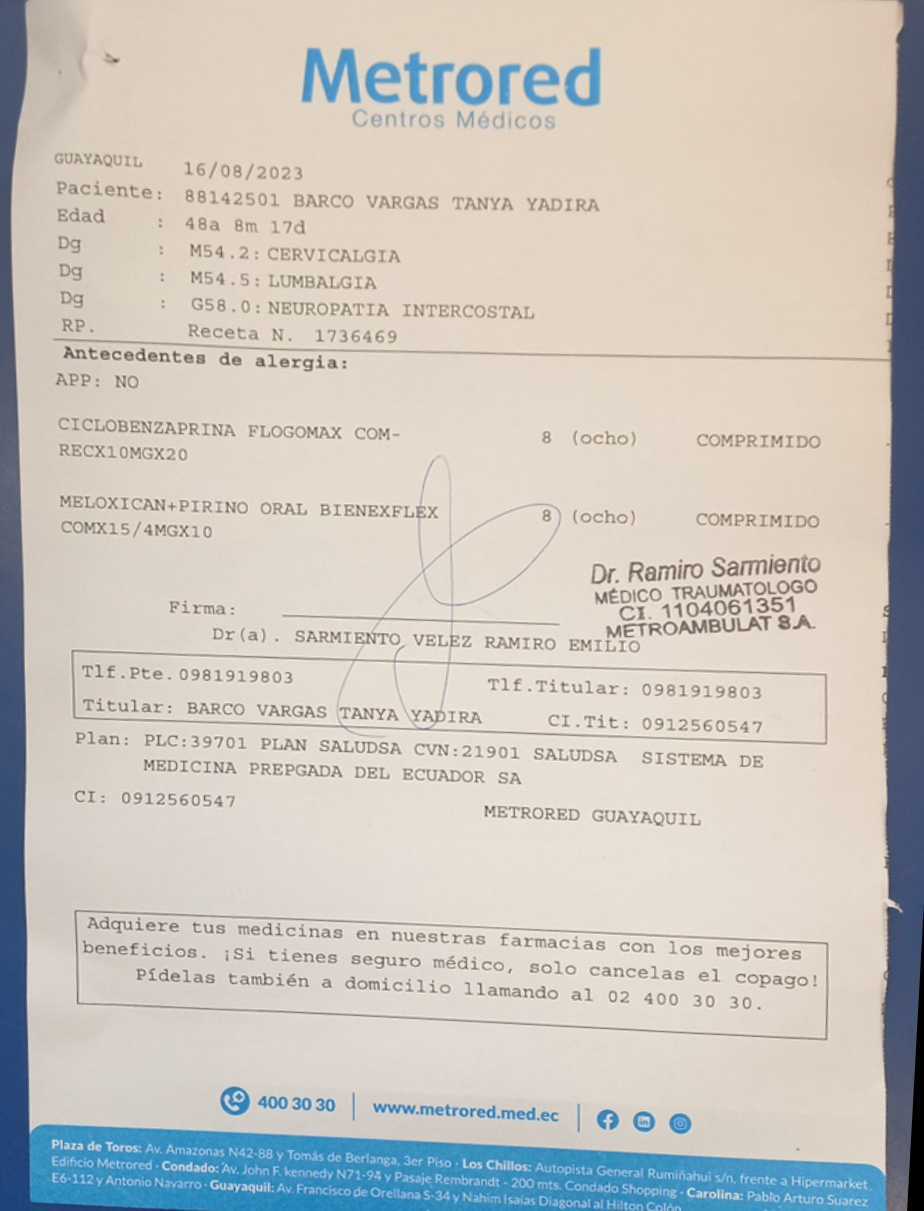 Metrored
Centros Médicos
GUAYAQUIL 16/08/2023
Paciente: 88142501 BARCO VARGAS TANYA YADIRA
Edad : 48a 8m 17d
Dg : M54.2: CERVICALGIA
Dg : M54.5: LUMBALGIA
Dg : G58.0: NEUROPATIA INTERCOSTAL
RP. Receta N. 1736469
Antecedentes de alergia:
APP: NO
CICLOBENZAPRINA FLOGOMAX COM- 8 (ocho) COMPRIMIDO
RECX10MGX20
MELOXICAN+PIRINO ORAL BIENEXFLEX 8 (ocho) COMPRIMIDO
COMX15/4MGX10
Dr. Ramiro Sarmiento
MÉDICO TRAUMATOLOGO
CI. 1104061351
METROAMBULAT S.A.
Firma:
Dr(a). SARMIENTO VELEZ RAMIRO EMILIO
Tlf.Pte. 0981919803 Tlf.Titular: 0981919803
Titular: BARCO VARGAS TANYA YADIRA CI.Tit: 0912560547
Plan: PLC:39701 PLAN SALUDSA CVN:21901 SALUDSA SISTEMA DE
MEDICINA PREPGADA DEL ECUADOR SA
CI: 0912560547 METRORED GUAYAQUIL
Adquiere tus medicinas en nuestras farmacias con los mejores
beneficios. ¡Si tienes seguro médico, solo cancelas el copago!
Pídelas también a domicilio llamando al 02 400 30 30.
400 30 30 www.metrored.med.ec
Plaza de Toros: Av. Amazonas N42-88 y Tomás de Berlanga, 3er Piso · Los Chillos: Autopista General Rumiñahui s/n, frente a Hipermarket.
Edificio Metrored · Condado: Av. John F. kennedy N71-94 y Pasaje Rembrandt - 200 mts. Condado Shopping · Carolina: Pablo Arturo Suarez
E6-112 y Antonio Navarro · Guayaquil: Av. Francisco de Orellana S-34 y Nahim Isaías Diagonal al Hilton Colón